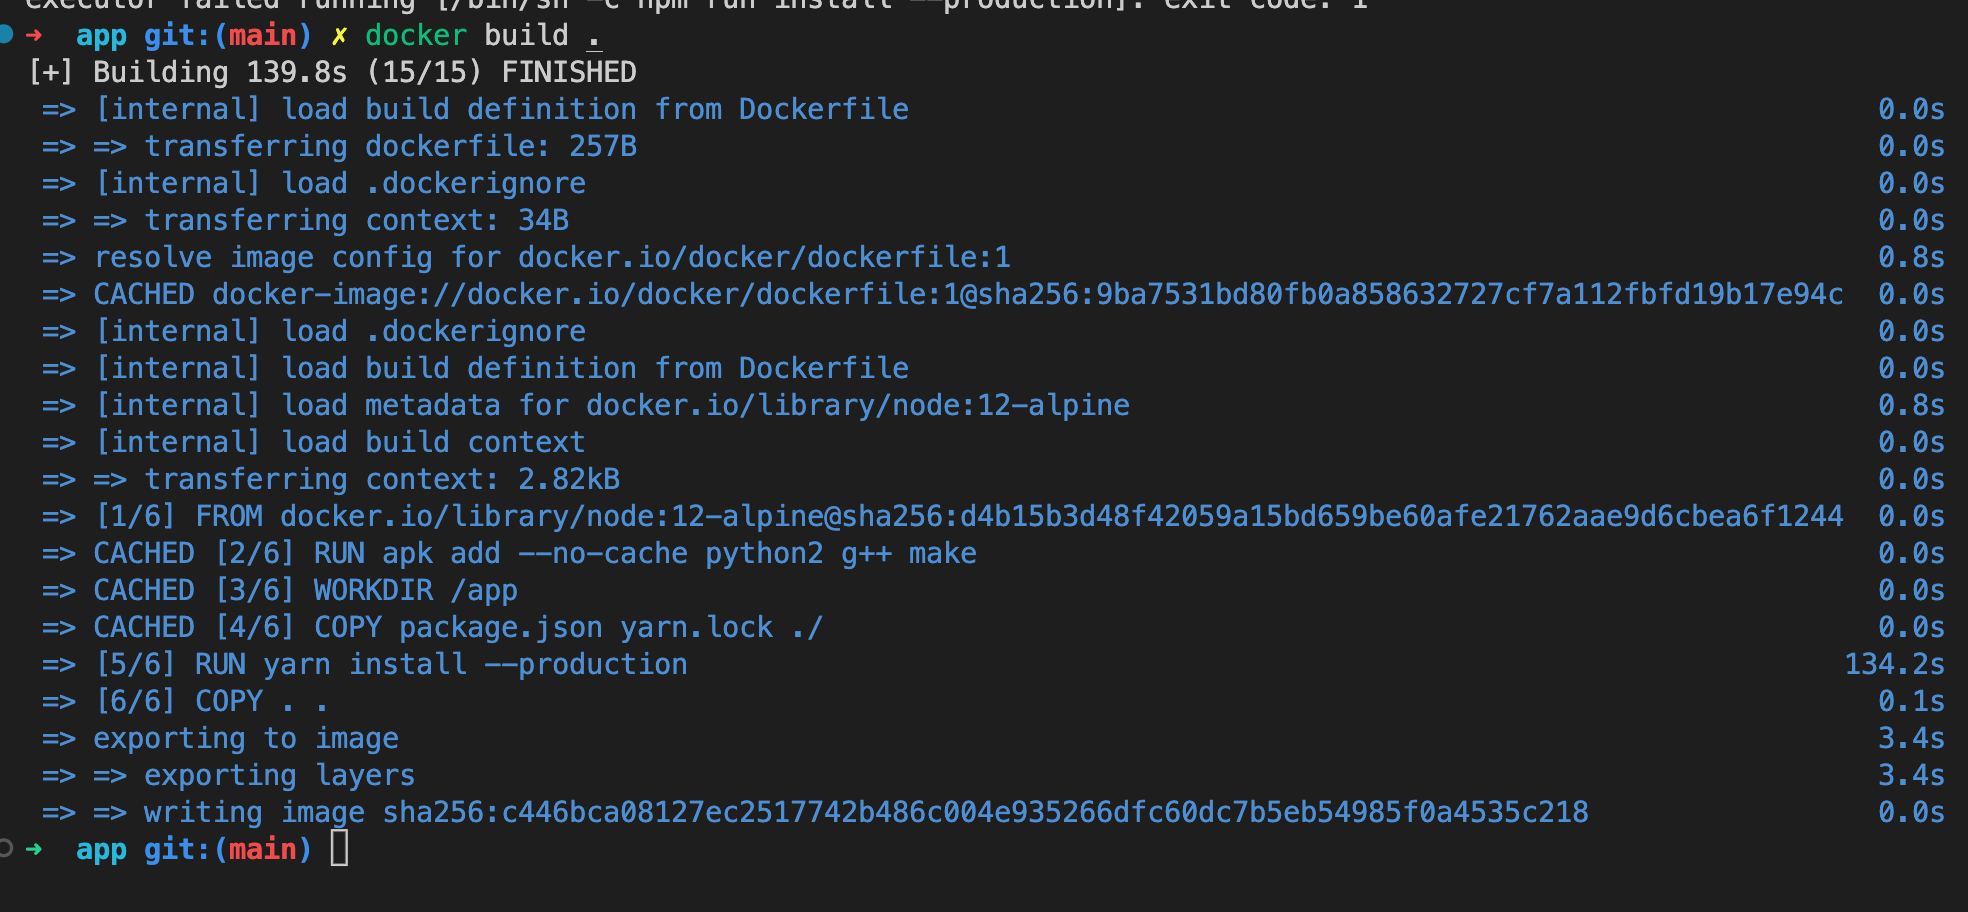 executor failed running [/bin/sh -c npm run install --production]: exit code: 1
➜  app git:(main) ✗ docker build .
[+] Building 139.8s (15/15) FINISHED
=> [internal] load build definition from Dockerfile 0.0s
=> => transferring dockerfile: 257B 0.0s
=> [internal] load .dockerignore 0.0s
=> => transferring context: 34B 0.0s
=> resolve image config for docker.io/docker/dockerfile:1 0.8s
=> CACHED docker-image://docker.io/docker/dockerfile:1@sha256:9ba7531bd80fb0a858632727cf7a112fbfd19b17e94c 0.0s
=> [internal] load .dockerignore 0.0s
=> [internal] load build definition from Dockerfile 0.0s
=> [internal] load metadata for docker.io/library/node:12-alpine 0.8s
=> [internal] load build context 0.0s
=> => transferring context: 2.82kB 0.0s
=> [1/6] FROM docker.io/library/node:12-alpine@sha256:d4b15b3d48f42059a15bd659be60afe21762aae9d6cbea6f1244 0.0s
=> CACHED [2/6] RUN apk add --no-cache python2 g++ make 0.0s
=> CACHED [3/6] WORKDIR /app 0.0s
=> CACHED [4/6] COPY package.json yarn.lock ./ 0.0s
=> [5/6] RUN yarn install --production 134.2s
=> [6/6] COPY . . 0.1s
=> exporting to image 3.4s
=> => exporting layers 3.4s
=> => writing image sha256:c446bca08127ec2517742b486c004e935266dfc60dc7b5eb54985f0a4535c218 0.0s
➜  app git:(main)